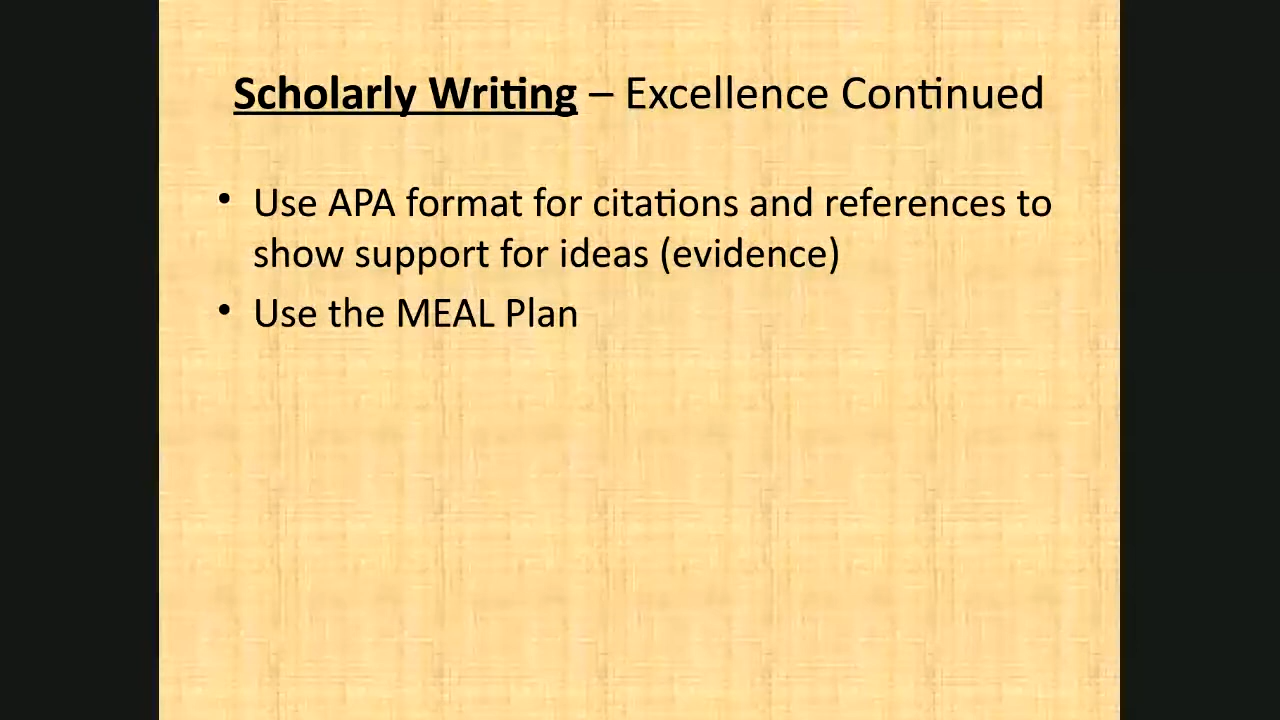 Scholarly Writing – Excellence Continued
• Use APA format for citations and references to
show support for ideas (evidence)
• Use the MEAL Plan